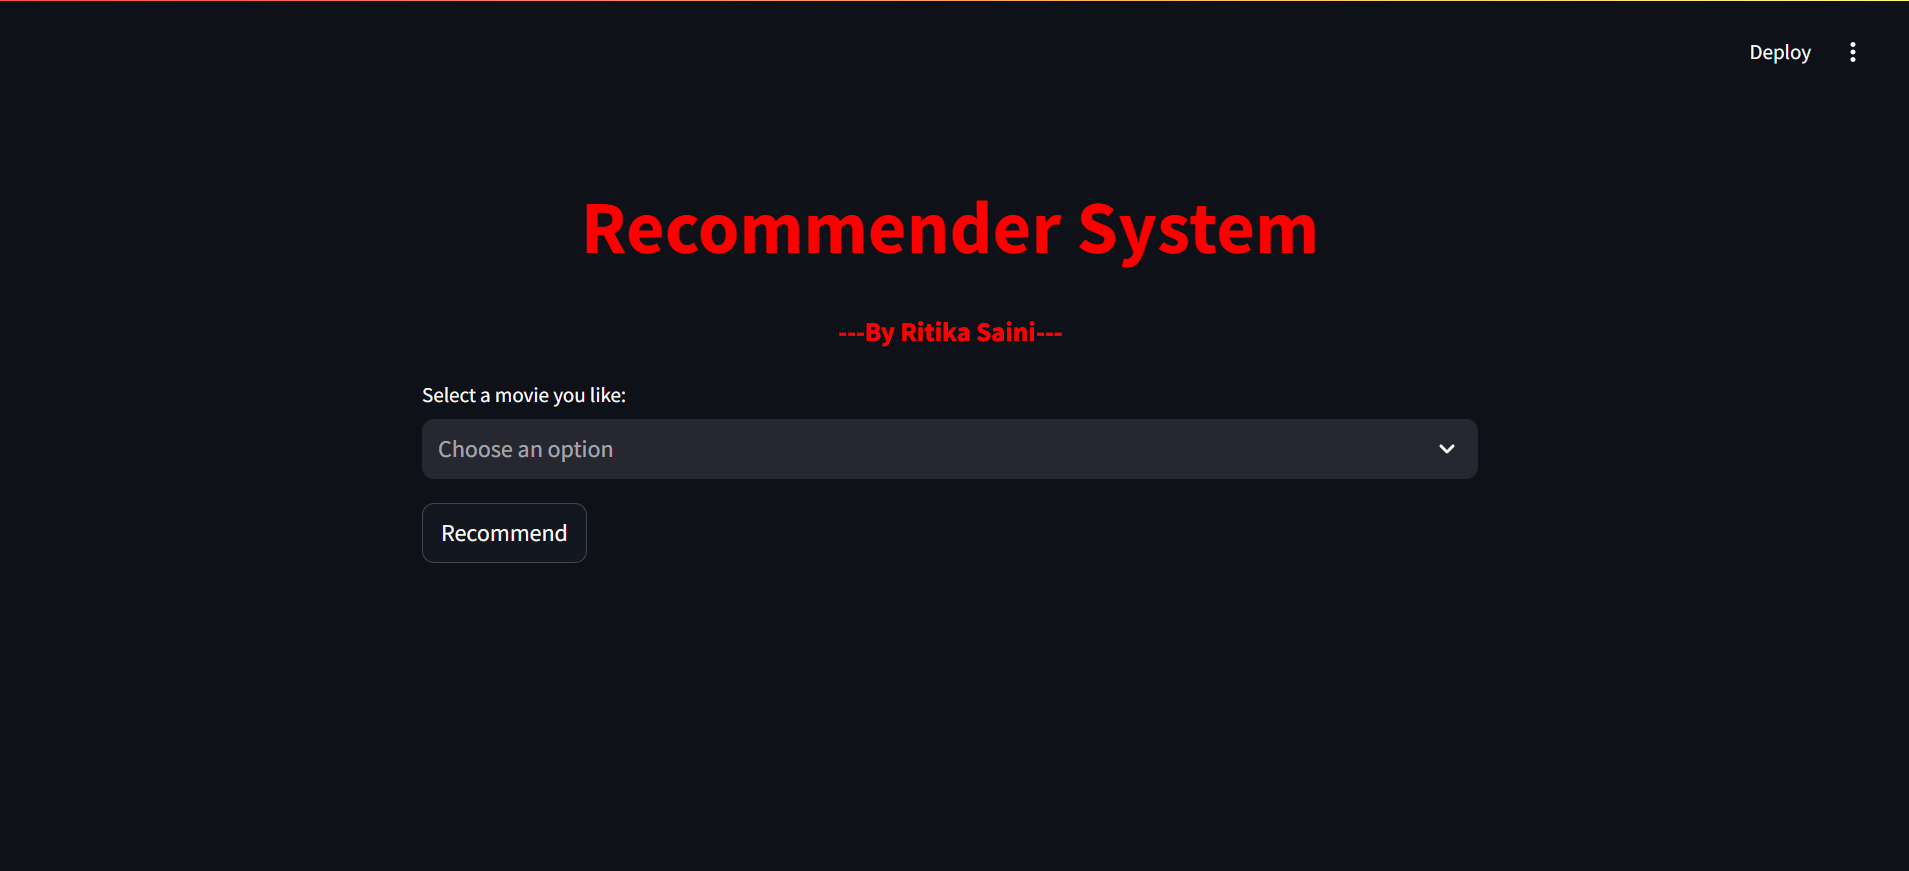 Deploy
Recommender System
---By Ritika Saini---
Select a movie you like:
Choose an option
Recommend